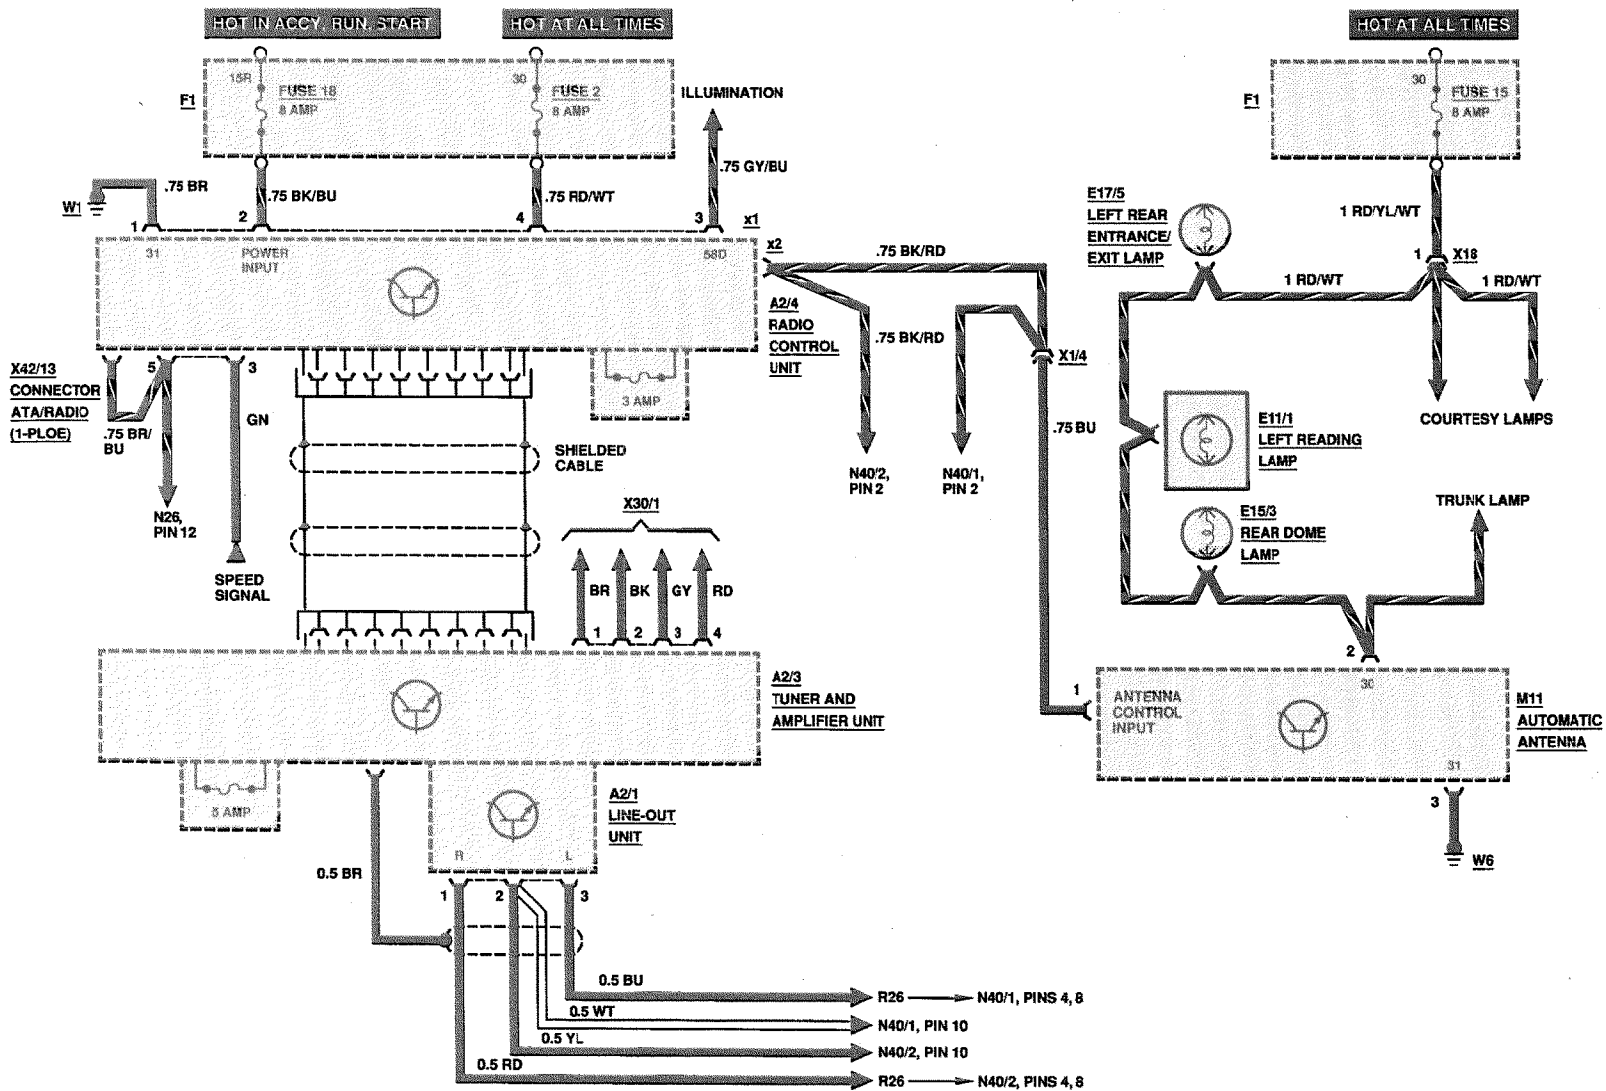 HOT IN ACCY, RUN, START
HOT AT ALL TIMES
HOT AT ALL TIMES
15R
FUSE 18
8 AMP
30
FUSE 2
8 AMP
F1
ILLUMINATION
30
FUSE 15
8 AMP
F1
.75 BR
W1
.75 BK/BU
.75 RD/WT
.75 GY/BU
1
2
4
3
x1
x2
31
POWER
INPUT
58D
A2/4
RADIO
CONTROL
UNIT
.75 BK/RD
.75 BK/RD
E17/5
LEFT REAR
ENTRANCE/
EXIT LAMP
1 RD/YL/WT
1
X18
1 RD/WT
1 RD/WT
X42/13
CONNECTOR
ATA/RADIO
(1-PLOE)
5
3
.75 BR/
BU
GN
3 AMP
X1/4
.75 BU
COURTESY LAMPS
E11/1
LEFT READING
LAMP
N26,
PIN 12
SPEED
SIGNAL
SHIELDED
CABLE
N40/2,
PIN 2
N40/1,
PIN 2
X30/1
BR
BK
GY
RD
1
2
3
4
E15/3
REAR DOME
LAMP
TRUNK LAMP
2
A2/3
TUNER AND
AMPLIFIER UNIT
1
ANTENNA
CONTROL
INPUT
30
31
M11
AUTOMATIC
ANTENNA
3
W6
5 AMP
A2/1
LINE-OUT
UNIT
R
L
0.5 BR
1
2
3
0.5 BU
R26
N40/1, PINS 4, 8
0.5 WT
N40/1, PIN 10
0.5 YL
N40/2, PIN 10
0.5 RD
R26
N40/2, PINS 4, 8